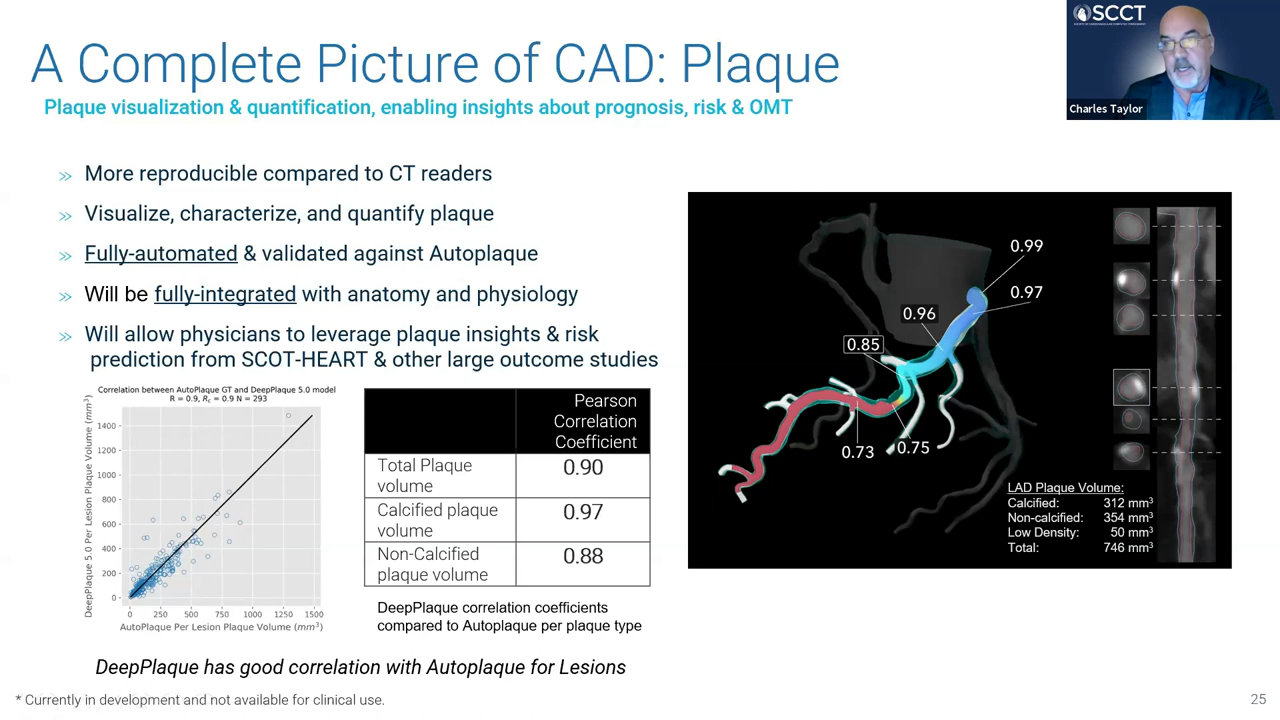 A Complete Picture of CAD: Plaque
Plaque visualization & quantification, enabling insights about prognosis, risk & OMT
SCCT
Charles Taylor
» More reproducible compared to CT readers
» Visualize, characterize, and quantify plaque
» Fully-automated & validated against Autoplaque
» Will be fully-integrated with anatomy and physiology
» Will allow physicians to leverage plaque insights & risk
prediction from SCOT-HEART & other large outcome studies
Correlation between AutoPlaque GT and DeepPlaque 5.0 model
R = 0.9, Rc = 0.9 N = 293
DeepPlaque 5.0 Per Lesion Plaque Volume (mm³)
1400
1200
1000
800
600
400
200
0
0 250 500 750 1000 1250 1500
AutoPlaque Per Lesion Plaque Volume (mm³)
Pearson
Correlation
Coefficient
Total Plaque
volume
0.90
Calcified plaque
volume
0.97
Non-Calcified
plaque volume
0.88
DeepPlaque correlation coefficients
compared to Autoplaque per plaque type
DeepPlaque has good correlation with Autoplaque for Lesions
0.99
0.97
0.96
0.85
0.73
0.75
LAD Plaque Volume:
Calcified: 312 mm³
Non-calcified: 354 mm³
Low Density: 50 mm³
Total: 746 mm³
* Currently in development and not available for clinical use.
25